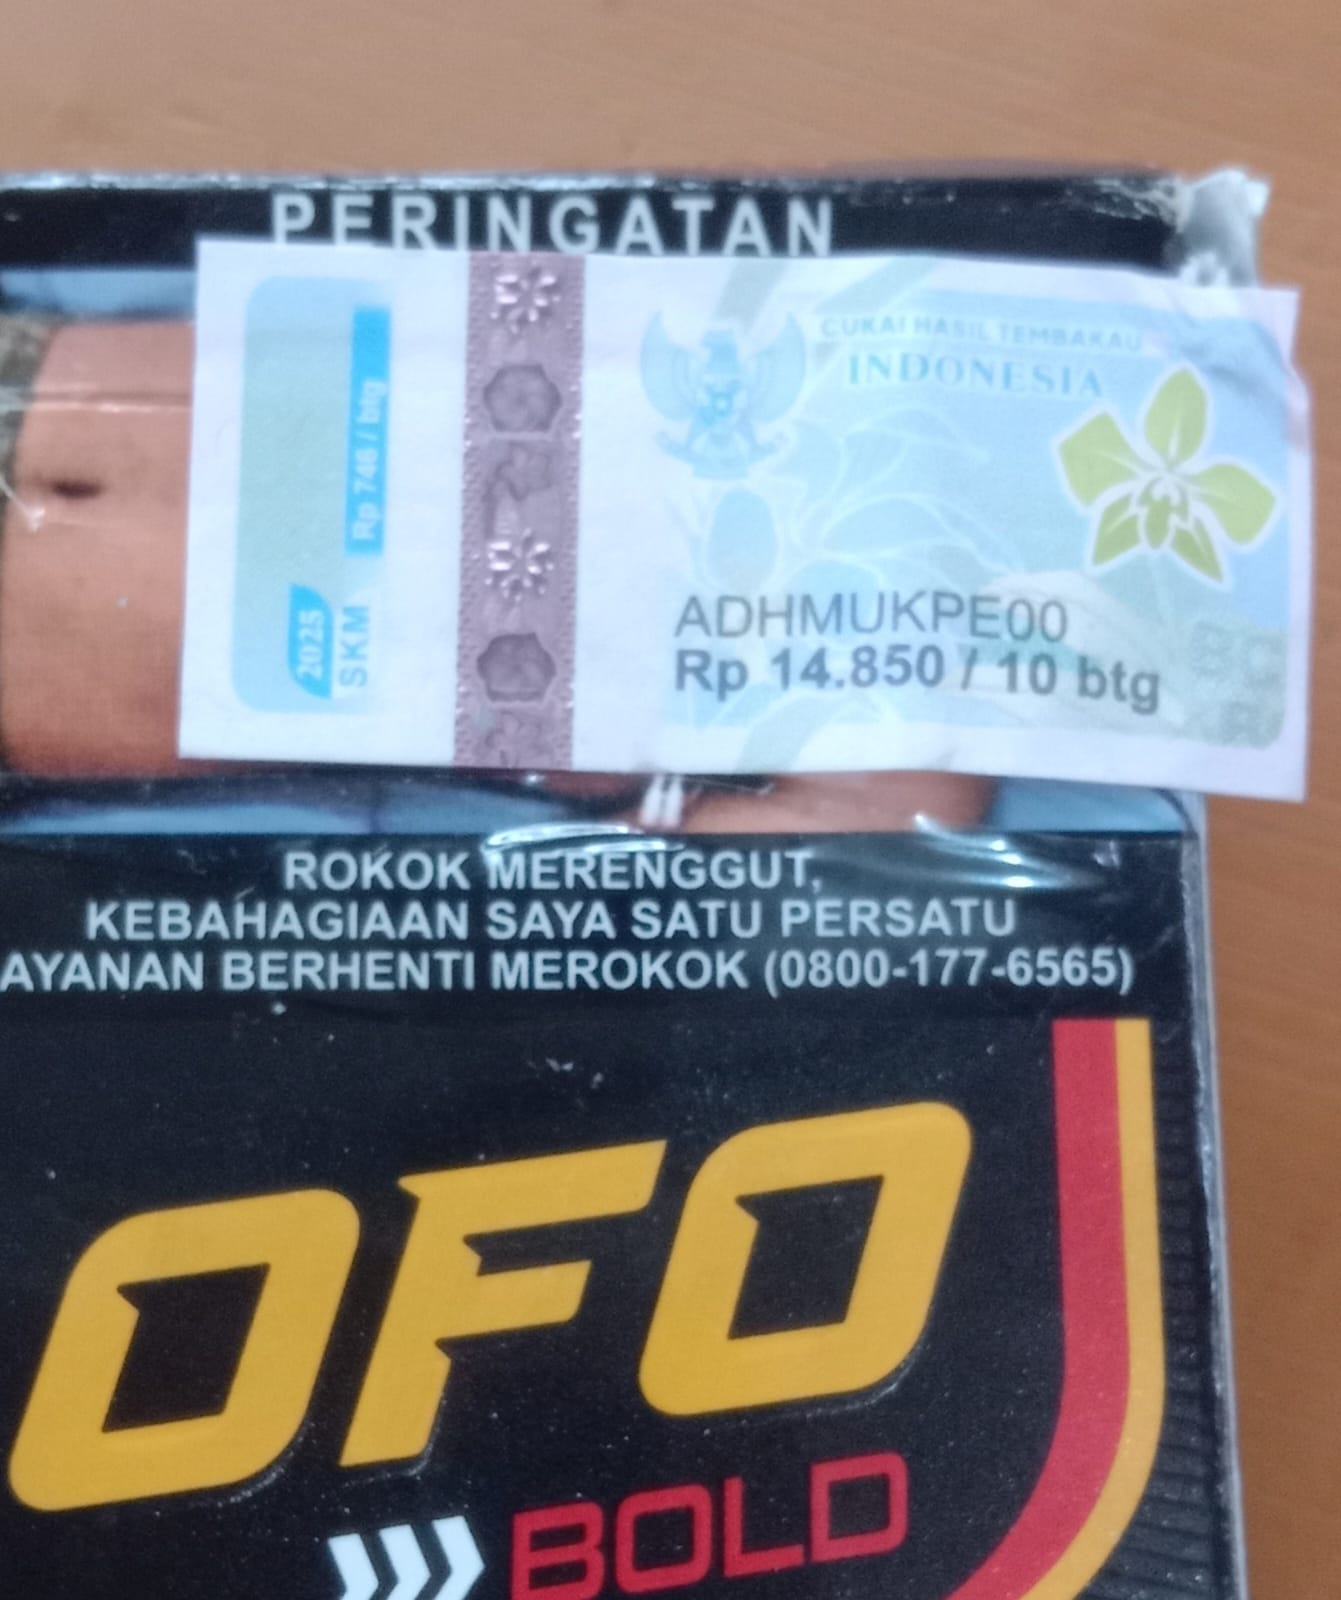 PERINGATAN
2025
SKM
Rp 746 / btg
CUKAI HASIL TEMBAKAU
INDONESIA
ADHMUKPE00
Rp 14.850 / 10 btg
ROKOK MERENGGUT,
KEBAHAGIAAN SAYA SATU PERSATU
AYANAN BERHENTI MEROKOK (0800-177-6565)
OFO
BOLD